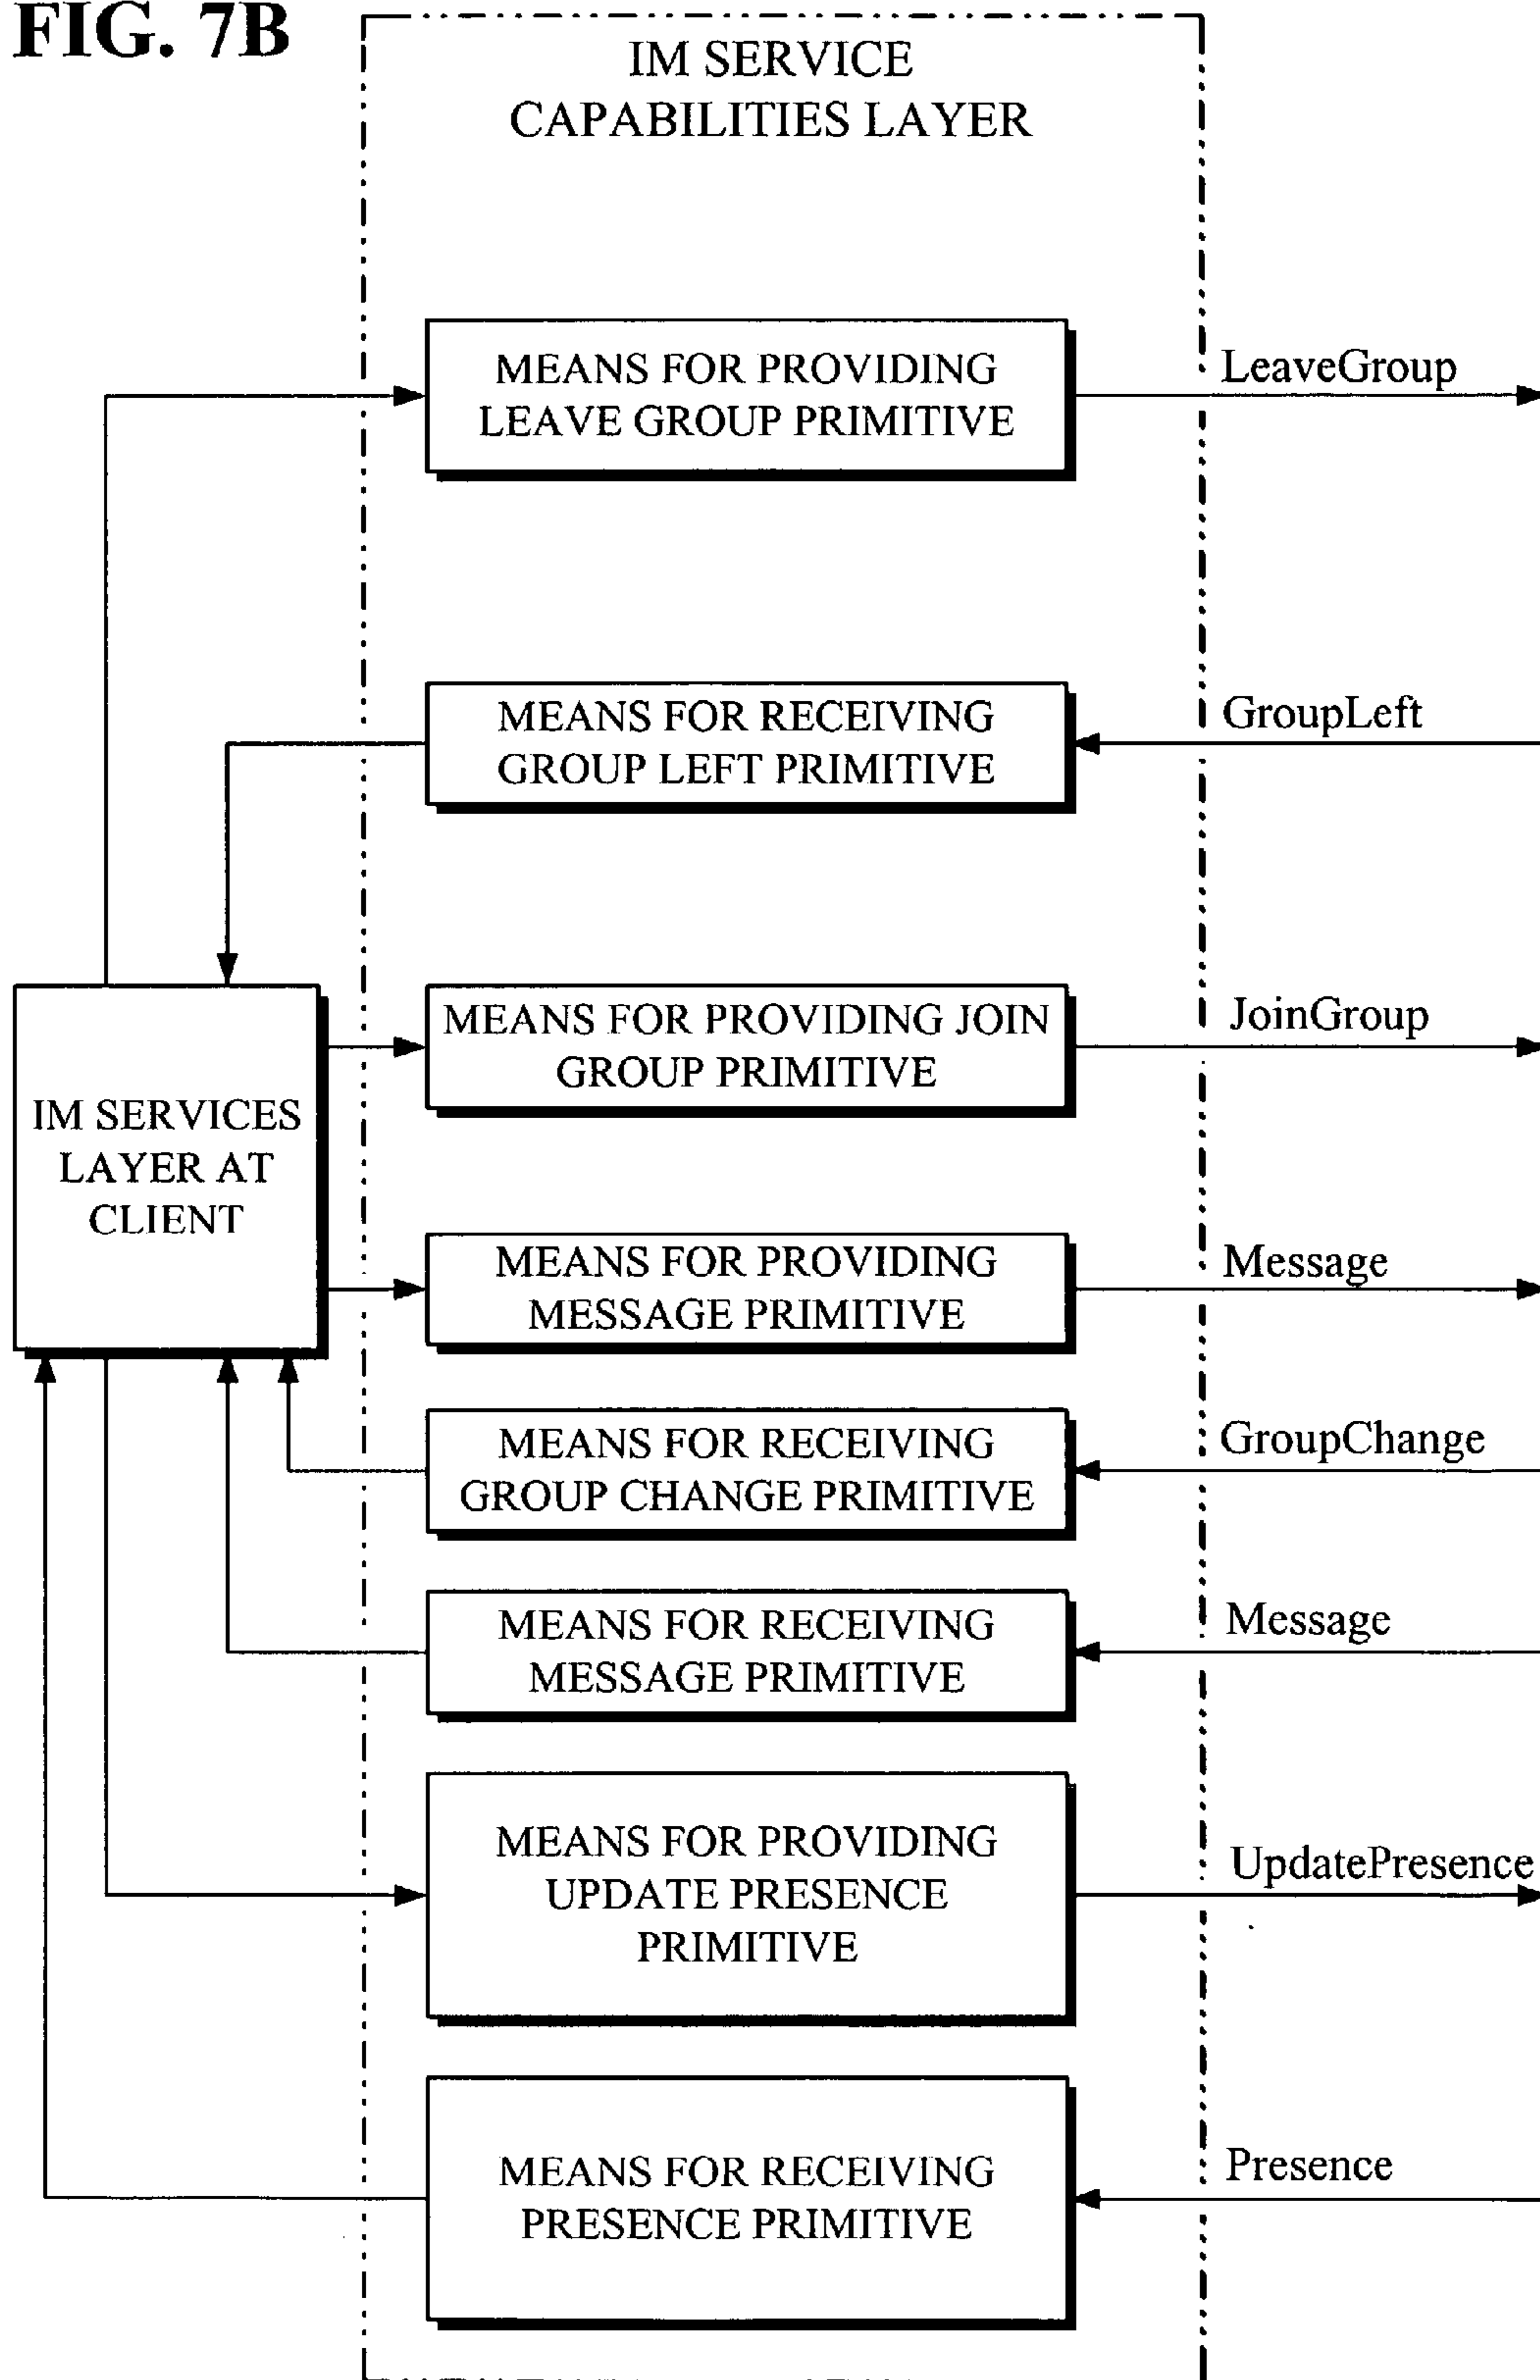 FIG. 7B
IM SERVICE
CAPABILITIES LAYER
MEANS FOR PROVIDING
LEAVE GROUP PRIMITIVE
LeaveGroup
MEANS FOR RECEIVING
GROUP LEFT PRIMITIVE
GroupLeft
IM SERVICES
LAYER AT
CLIENT
MEANS FOR PROVIDING JOIN
GROUP PRIMITIVE
JoinGroup
MEANS FOR PROVIDING
MESSAGE PRIMITIVE
Message
MEANS FOR RECEIVING
GROUP CHANGE PRIMITIVE
GroupChange
MEANS FOR RECEIVING
MESSAGE PRIMITIVE
Message
MEANS FOR PROVIDING
UPDATE PRESENCE
PRIMITIVE
UpdatePresence
MEANS FOR RECEIVING
PRESENCE PRIMITIVE
Presence